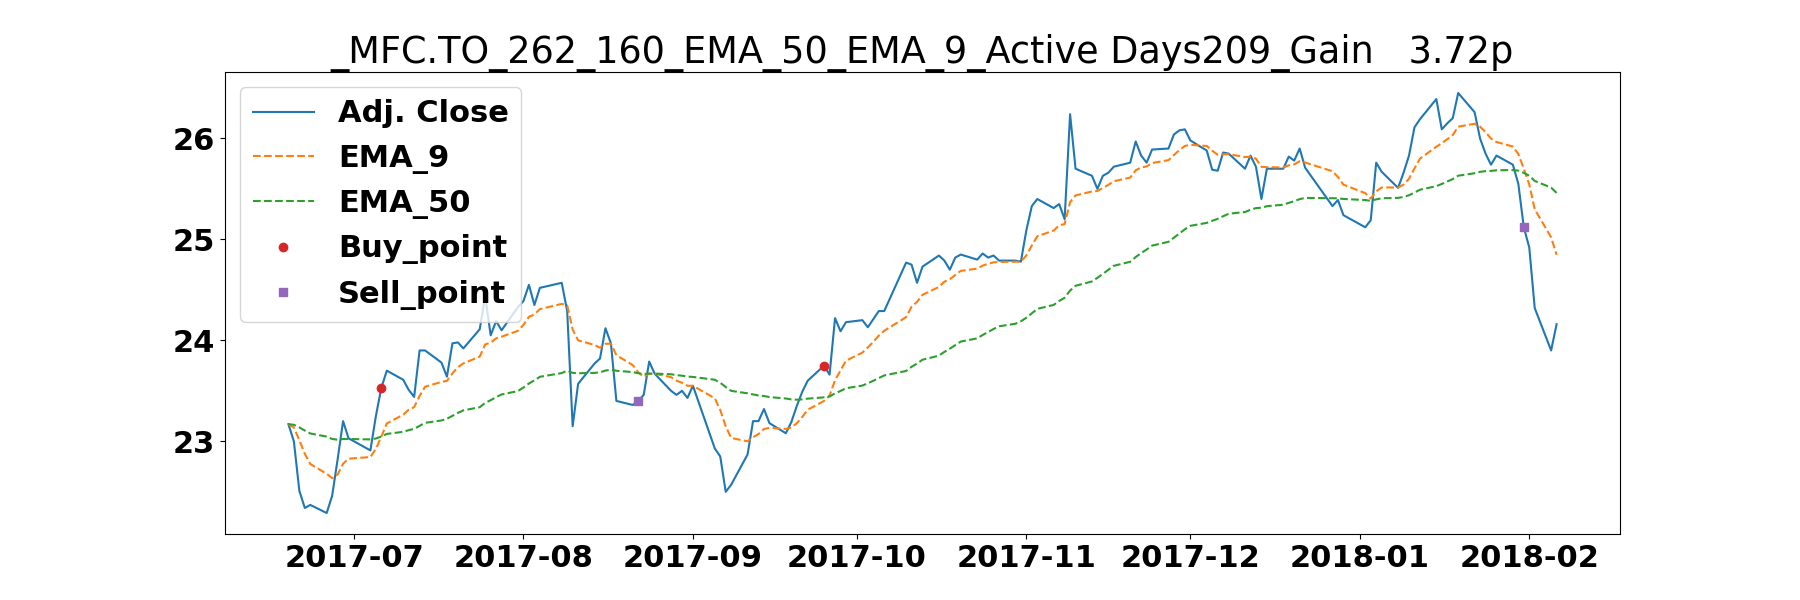 _MFC.TO_262_160_EMA_50_EMA_9_Active Days209_Gain   3.72p
Adj. Close
EMA_9
EMA_50
Buy_point
Sell_point
26
25
24
23
2017-07 2017-08 2017-09 2017-10 2017-11 2017-12 2018-01 2018-02